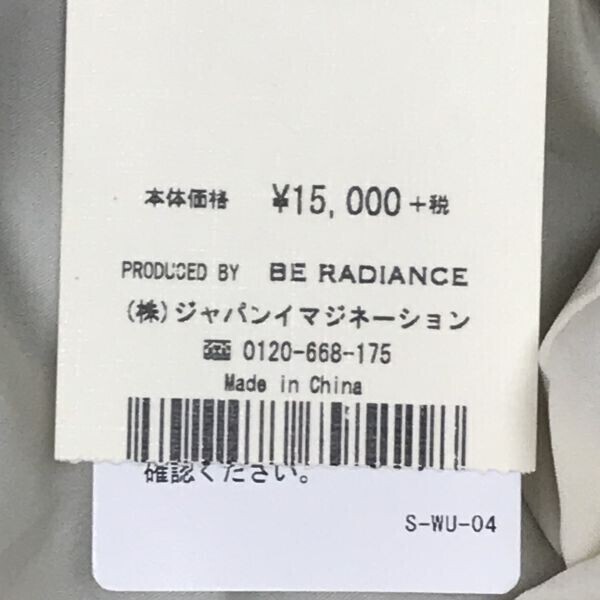 本体価格 ¥15,000+税
PRODUCED BY BE RADIANCE
(株)ジャパンイマジネーション
0120-668-175
Made in China
確認ください。
S-WU-04